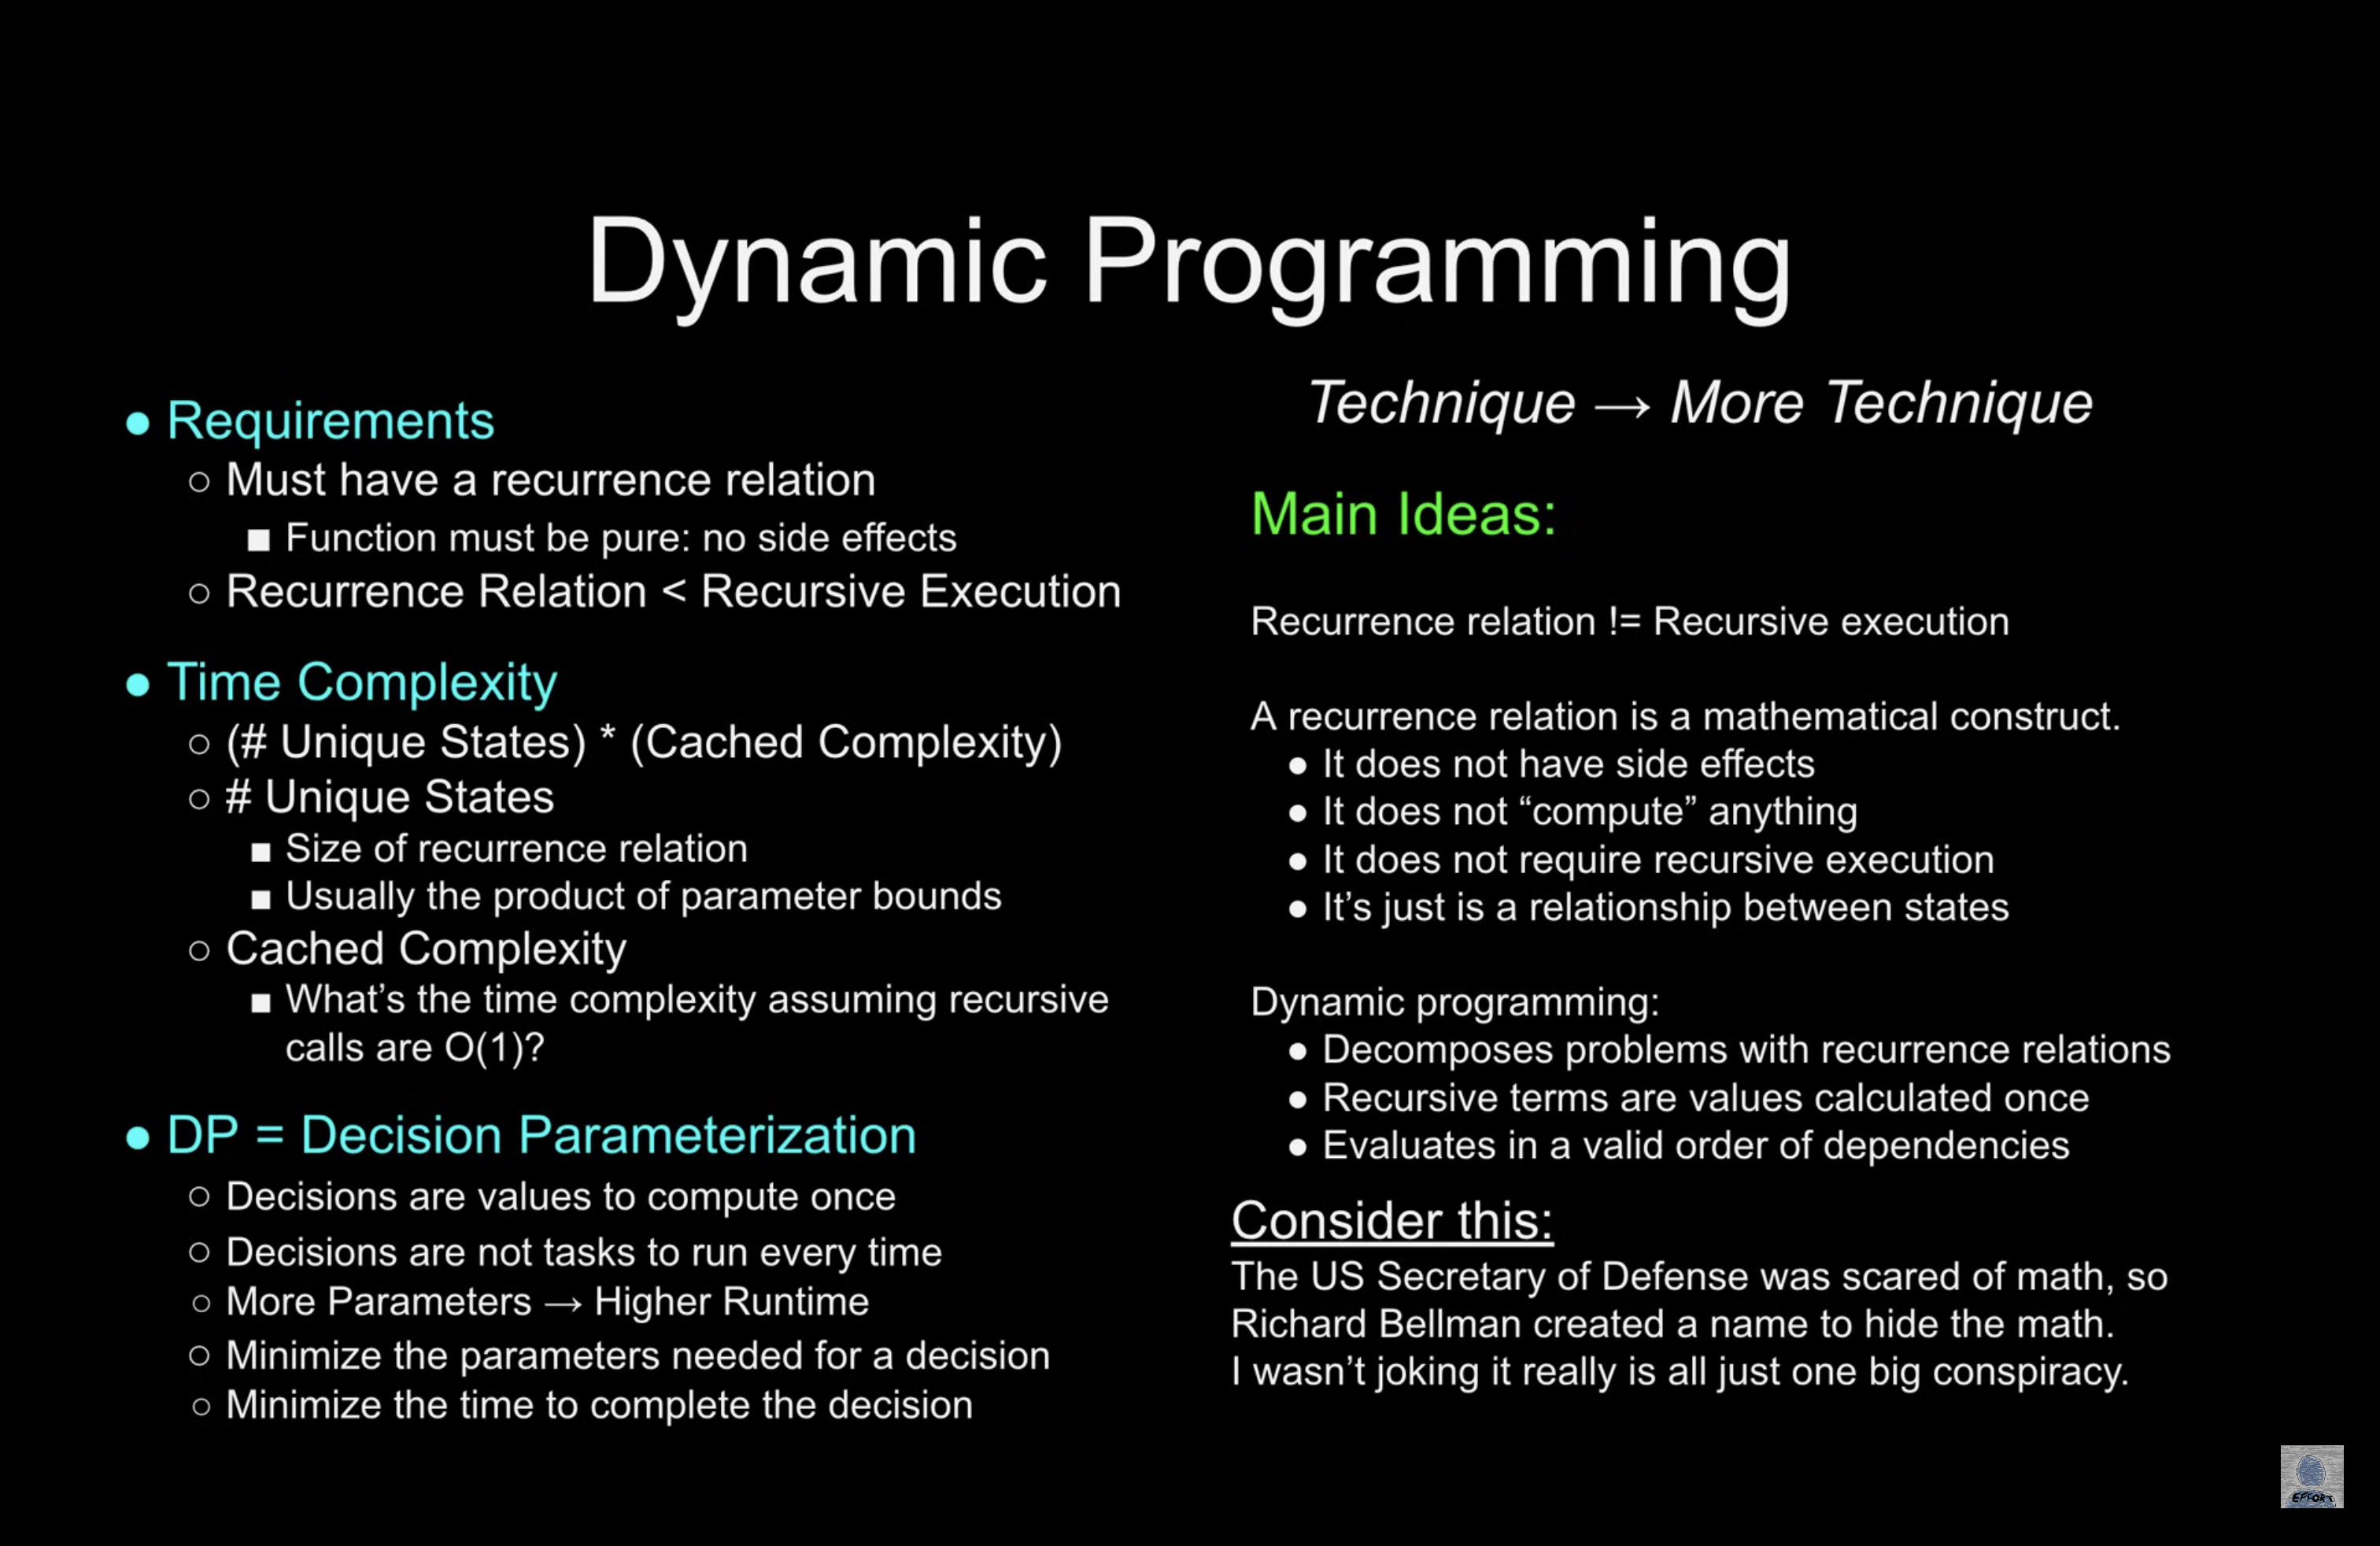 Dynamic Programming
● Requirements
○ Must have a recurrence relation
■ Function must be pure: no side effects
○ Recurrence Relation < Recursive Execution
● Time Complexity
○ (# Unique States) * (Cached Complexity)
○ # Unique States
■ Size of recurrence relation
■ Usually the product of parameter bounds
○ Cached Complexity
■ What’s the time complexity assuming recursive
calls are O(1)?
● DP = Decision Parameterization
○ Decisions are values to compute once
○ Decisions are not tasks to run every time
○ More Parameters → Higher Runtime
○ Minimize the parameters needed for a decision
○ Minimize the time to complete the decision
Technique → More Technique
Main Ideas:
Recurrence relation != Recursive execution
A recurrence relation is a mathematical construct.
● It does not have side effects
● It does not “compute” anything
● It does not require recursive execution
● It’s just is a relationship between states
Dynamic programming:
● Decomposes problems with recurrence relations
● Recursive terms are values calculated once
● Evaluates in a valid order of dependencies
Consider this:
The US Secretary of Defense was scared of math, so
Richard Bellman created a name to hide the math.
I wasn’t joking it really is all just one big conspiracy.
EFFORT